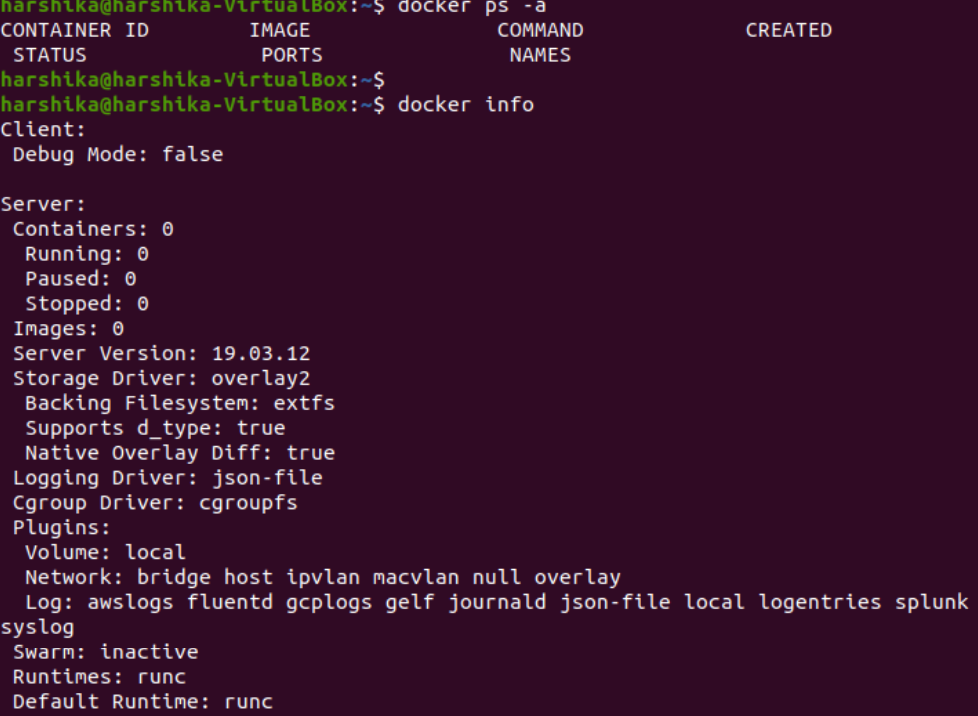 harshika@harshika-VirtualBox:~$ docker ps -a
CONTAINER ID        IMAGE               COMMAND             CREATED
 STATUS              PORTS               NAMES
harshika@harshika-VirtualBox:~$
harshika@harshika-VirtualBox:~$ docker info
Client:
 Debug Mode: false

Server:
 Containers: 0
  Running: 0
  Paused: 0
  Stopped: 0
 Images: 0
 Server Version: 19.03.12
 Storage Driver: overlay2
  Backing Filesystem: extfs
  Supports d_type: true
  Native Overlay Diff: true
 Logging Driver: json-file
 Cgroup Driver: cgroupfs
 Plugins:
  Volume: local
  Network: bridge host ipvlan macvlan null overlay
  Log: awslogs fluentd gcplogs gelf journald json-file local logentries splunk
syslog
 Swarm: inactive
 Runtimes: runc
 Default Runtime: runc